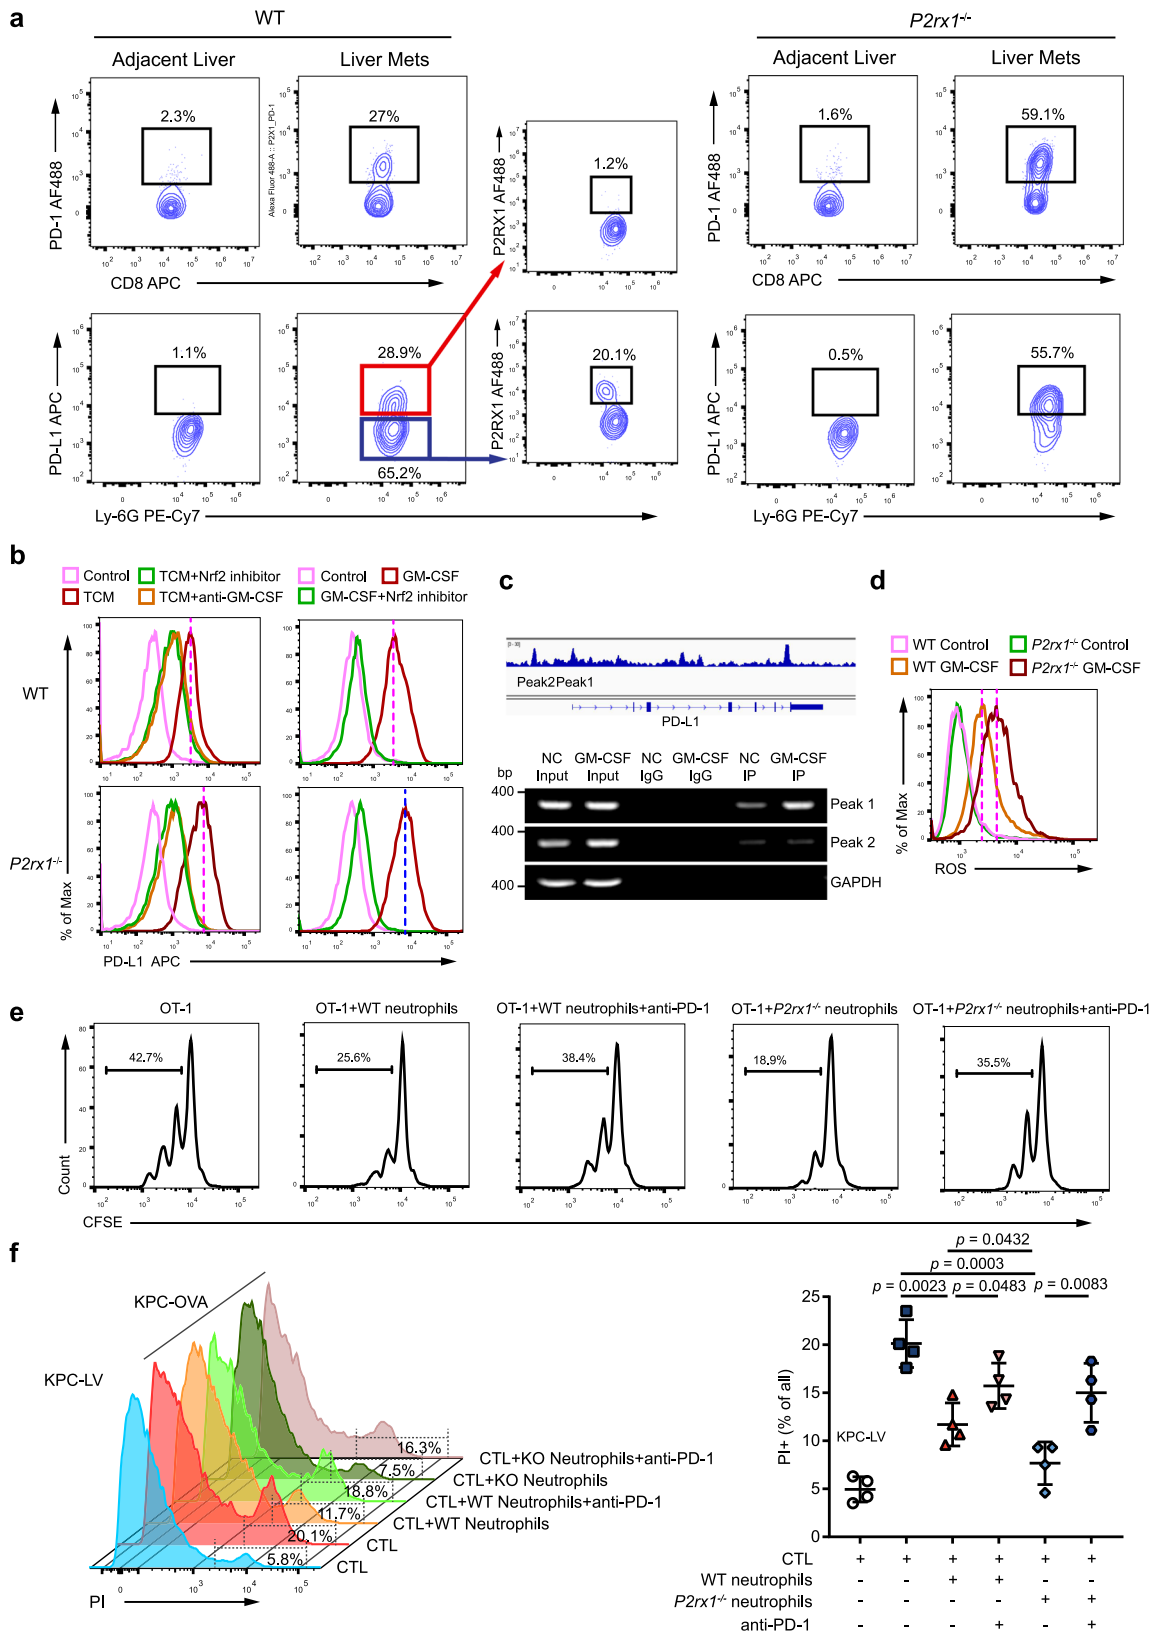 a
WT
P2rx1-/-
Adjacent Liver
Liver Mets
Adjacent Liver
Liver Mets
2.3%
27%
1.2%
1.6%
59.1%
PD-1 AF488
Alexa Fluor 488-A :: P2X1_PD-1
P2RX1 AF488
PD-1 AF488
CD8 APC
CD8 APC
1.1%
28.9%
65.2%
20.1%
0.5%
55.7%
PD-L1 APC
P2RX1 AF488
PD-L1 APC
Ly-6G PE-Cy7
Ly-6G PE-Cy7
b
Control
TCM+Nrf2 inhibitor
TCM
TCM+anti-GM-CSF
Control
GM-CSF
GM-CSF+Nrf2 inhibitor
WT
P2rx1-/-
% of Max
PD-L1 APC
c
Peak2Peak1
PD-L1
NC Input
GM-CSF Input
NC IgG
GM-CSF IgG
NC IP
GM-CSF IP
bp
400
Peak 1
400
Peak 2
400
GAPDH
d
WT Control
P2rx1-/- Control
WT GM-CSF
P2rx1-/- GM-CSF
% of Max
ROS
e
OT-1
OT-1+WT neutrophils
OT-1+WT neutrophils+anti-PD-1
OT-1+P2rx1-/- neutrophils
OT-1+P2rx1-/- neutrophils+anti-PD-1
42.7%
25.6%
38.4%
18.9%
35.5%
Count
CFSE
f
KPC-OVA
KPC-LV
16.3%
CTL+KO Neutrophils+anti-PD-1
7.5%
CTL+KO Neutrophils
18.8%
CTL+WT Neutrophils+anti-PD-1
11.7%
CTL+WT Neutrophils
20.1%
CTL
5.8%
CTL
PI
p = 0.0432
p = 0.0003
p = 0.0023
p = 0.0483
p = 0.0083
PI+ (% of all)
25
20
15
10
5
0
KPC-LV
CTL + + + + + +
WT neutrophils - - + + - -
P2rx1-/- neutrophils - - - - + +
anti-PD-1 - - - + - +